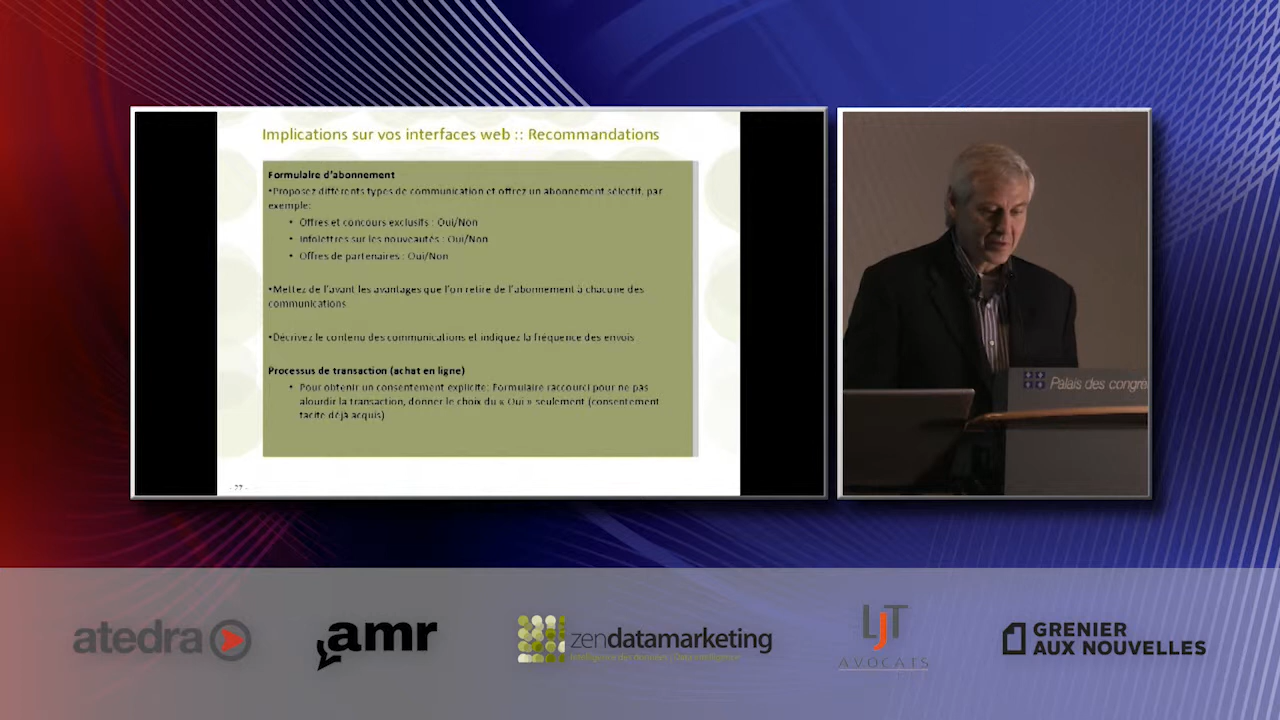 Implications sur vos interfaces web :: Recommandations
Formulaire d'abonnement
•Proposez différents types de communication et offrez un abonnement sélectif, par
exemple:
• Offres et concours exclusifs : Oui/Non
• Infolettres sur les nouveautés : Oui/Non
• Offres de partenaires : Oui/Non
•Mettez de l'avant les avantages que l'on retire de l'abonnement à chacune des
communications
•Décrivez le contenu des communications et indiquez la fréquence des envois
Processus de transaction (achat en ligne)
• Pour obtenir un consentement explicite: Formulaire raccourci pour ne pas
alourdir la transaction, donner le choix du « Oui » seulement (consentement
tacite déjà acquis)
Palais des congrè
atedra
amr
zendatamarketing
LJT
AVOCATS
GRENIER
AUX NOUVELLES